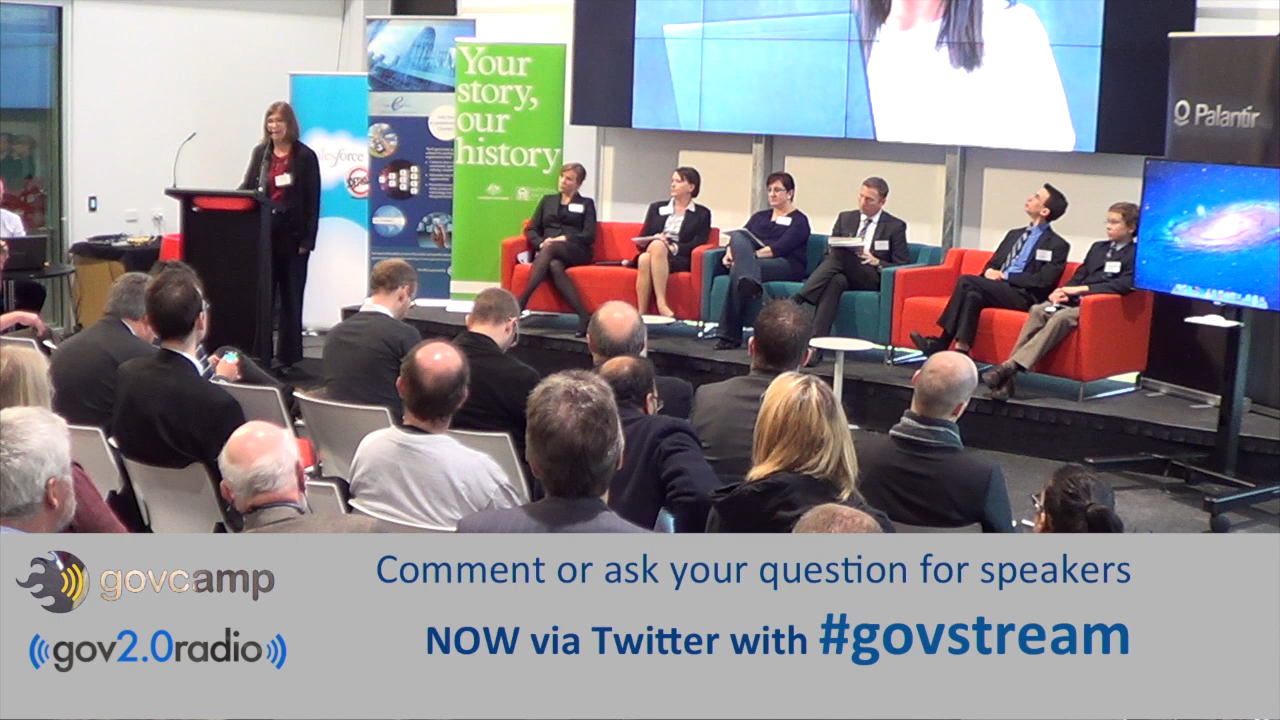 Your
story,
our
history
lesforce
Palantir
govcamp
gov2.0radio
Comment or ask your question for speakers
NOW via Twitter with #govstream